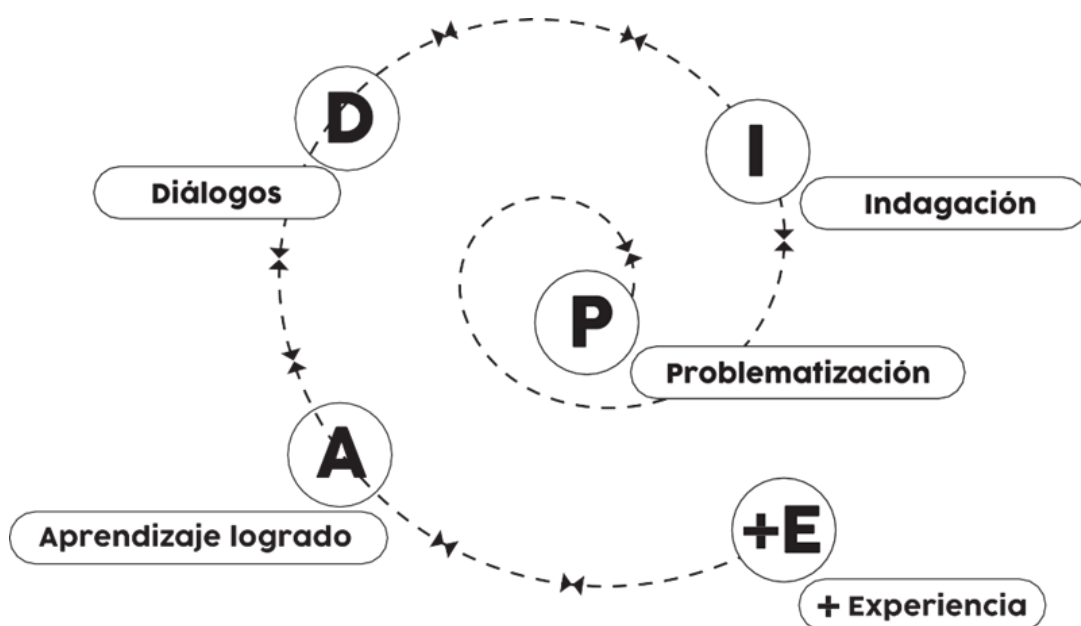 D
Diálogos
I
Indagación
P
Problematización
A
Aprendizaje logrado
+E
+ Experiencia